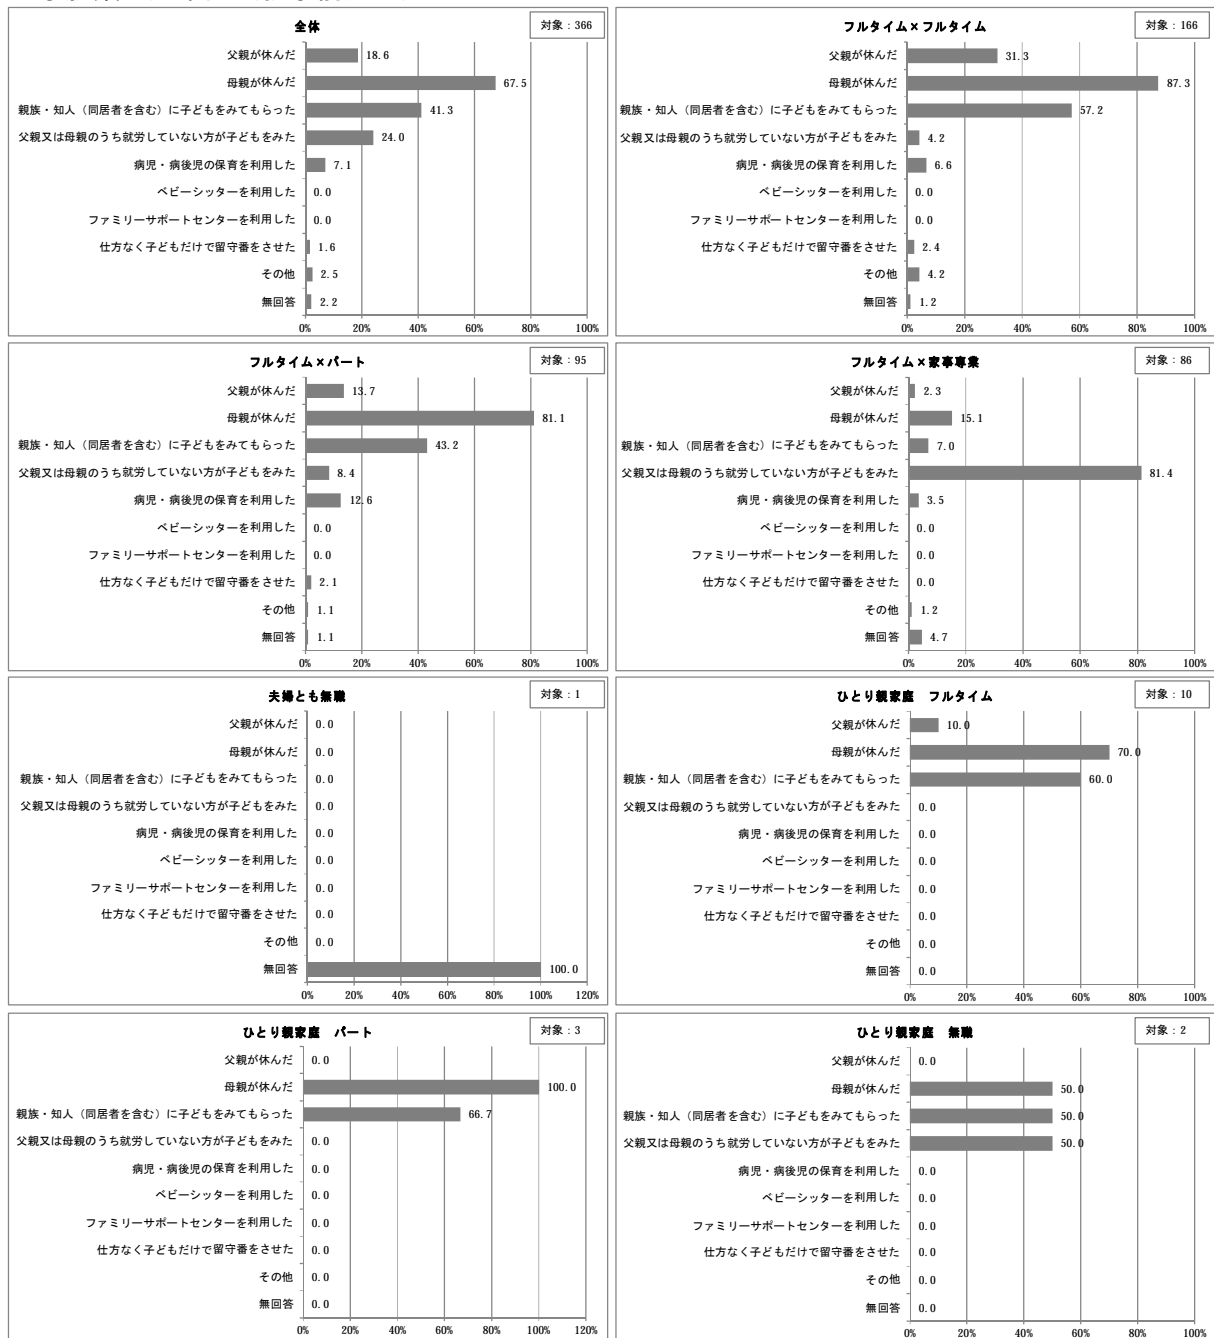 全体
対象：366
父親が休んだ 18.6
母親が休んだ 67.5
親族・知人（同居者を含む）に子どもをみてもらった 41.3
父親又は母親のうち就労していない方が子どもをみた 24.0
病児・病後児の保育を利用した 7.1
ベビーシッターを利用した 0.0
ファミリーサポートセンターを利用した 0.0
仕方なく子どもだけで留守番をさせた 1.6
その他 2.5
無回答 2.2
0% 20% 40% 60% 80% 100%
フルタイム×フルタイム
対象：166
父親が休んだ 31.3
母親が休んだ 87.3
親族・知人（同居者を含む）に子どもをみてもらった 57.2
父親又は母親のうち就労していない方が子どもをみた 4.2
病児・病後児の保育を利用した 6.6
ベビーシッターを利用した 0.0
ファミリーサポートセンターを利用した 0.0
仕方なく子どもだけで留守番をさせた 2.4
その他 4.2
無回答 1.2
0% 20% 40% 60% 80% 100%
フルタイム×パート
対象：95
父親が休んだ 13.7
母親が休んだ 81.1
親族・知人（同居者を含む）に子どもをみてもらった 43.2
父親又は母親のうち就労していない方が子どもをみた 8.4
病児・病後児の保育を利用した 12.6
ベビーシッターを利用した 0.0
ファミリーサポートセンターを利用した 0.0
仕方なく子どもだけで留守番をさせた 2.1
その他 1.1
無回答 1.1
0% 20% 40% 60% 80% 100%
フルタイム×家事専業
対象：86
父親が休んだ 2.3
母親が休んだ 15.1
親族・知人（同居者を含む）に子どもをみてもらった 7.0
父親又は母親のうち就労していない方が子どもをみた 81.4
病児・病後児の保育を利用した 3.5
ベビーシッターを利用した 0.0
ファミリーサポートセンターを利用した 0.0
仕方なく子どもだけで留守番をさせた 0.0
その他 1.2
無回答 4.7
0% 20% 40% 60% 80% 100%
夫婦とも無職
対象：1
父親が休んだ 0.0
母親が休んだ 0.0
親族・知人（同居者を含む）に子どもをみてもらった 0.0
父親又は母親のうち就労していない方が子どもをみた 0.0
病児・病後児の保育を利用した 0.0
ベビーシッターを利用した 0.0
ファミリーサポートセンターを利用した 0.0
仕方なく子どもだけで留守番をさせた 0.0
その他 0.0
無回答 100.0
0% 20% 40% 60% 80% 100% 120%
ひとり親家庭　フルタイム
対象：10
父親が休んだ 10.0
母親が休んだ 70.0
親族・知人（同居者を含む）に子どもをみてもらった 60.0
父親又は母親のうち就労していない方が子どもをみた 0.0
病児・病後児の保育を利用した 0.0
ベビーシッターを利用した 0.0
ファミリーサポートセンターを利用した 0.0
仕方なく子どもだけで留守番をさせた 0.0
その他 0.0
無回答 0.0
0% 20% 40% 60% 80% 100%
ひとり親家庭　パート
対象：3
父親が休んだ 0.0
母親が休んだ 100.0
親族・知人（同居者を含む）に子どもをみてもらった 66.7
父親又は母親のうち就労していない方が子どもをみた 0.0
病児・病後児の保育を利用した 0.0
ベビーシッターを利用した 0.0
ファミリーサポートセンターを利用した 0.0
仕方なく子どもだけで留守番をさせた 0.0
その他 0.0
無回答 0.0
0% 20% 40% 60% 80% 100% 120%
ひとり親家庭　無職
対象：2
父親が休んだ 0.0
母親が休んだ 50.0
親族・知人（同居者を含む）に子どもをみてもらった 50.0
父親又は母親のうち就労していない方が子どもをみた 50.0
病児・病後児の保育を利用した 0.0
ベビーシッターを利用した 0.0
ファミリーサポートセンターを利用した 0.0
仕方なく子どもだけで留守番をさせた 0.0
その他 0.0
無回答 0.0
0% 20% 40% 60% 80% 100%